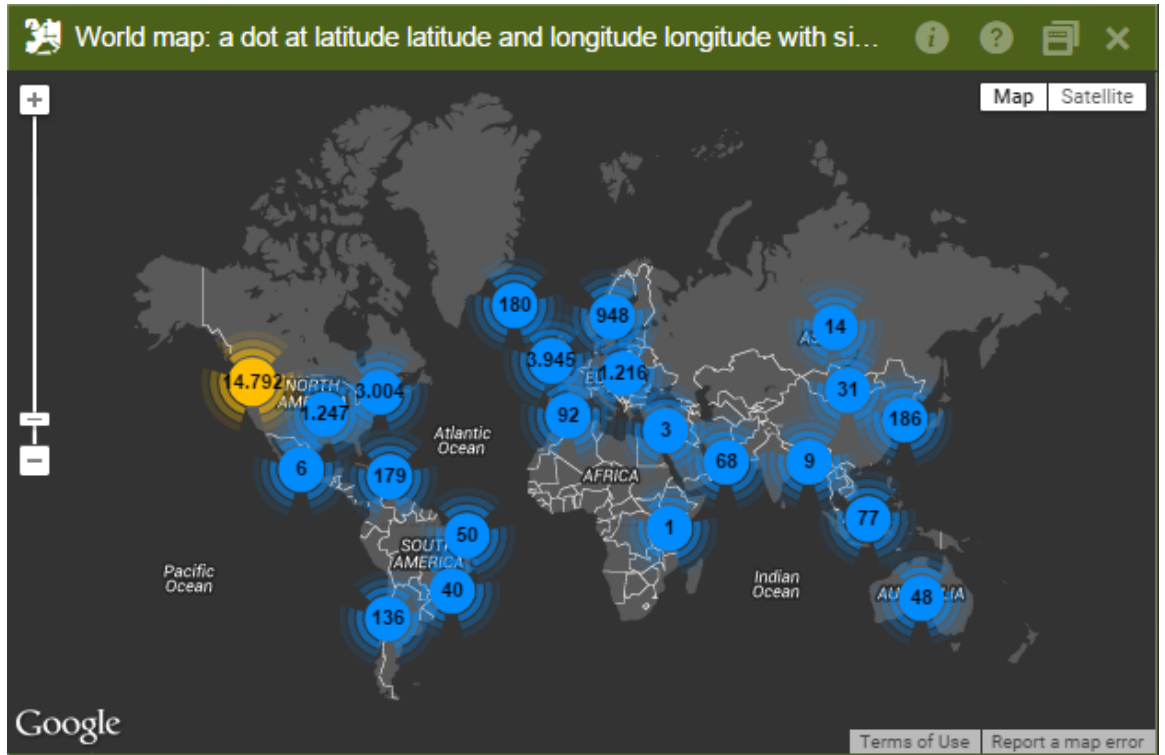 World map: a dot at latitude latitude and longitude longitude with si...
i
?
+
Map
Satellite
180
948
14
3.945
14.792
NORTH
AMERICA
3.004
1.216
31
1.247
92
186
3
Atlantic
Ocean
6
179
AFRICA
68
9
50
1
77
SOUTH
AMERICA
Pacific
Ocean
40
Indian
Ocean
48
136
−
Google
Terms of Use
Report a map error